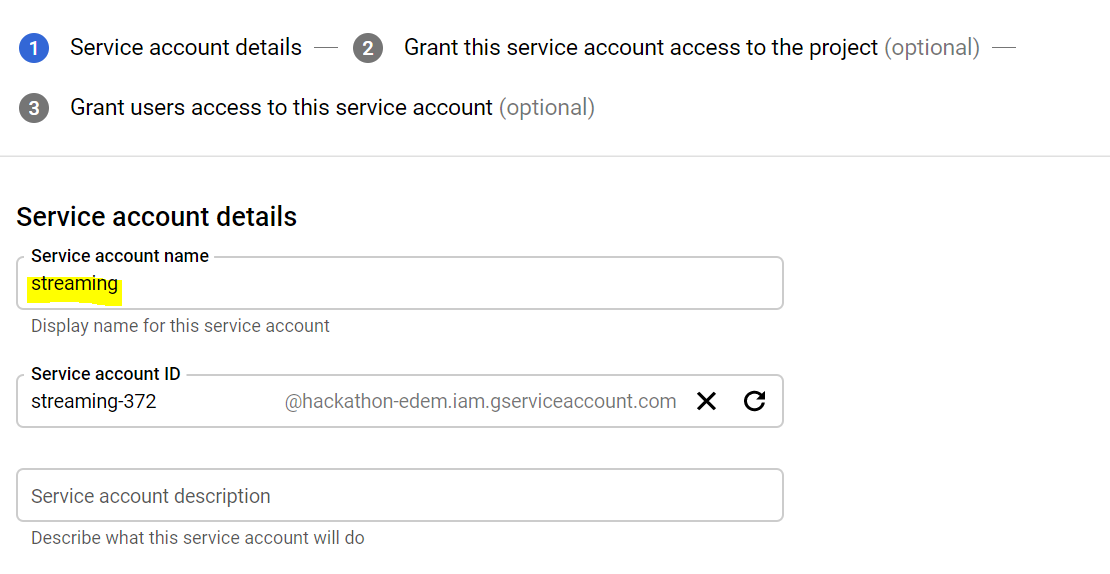 1 Service account details — 2 Grant this service account access to the project (optional) —
3 Grant users access to this service account (optional)
Service account details
Service account name
streaming
Display name for this service account
Service account ID
streaming-372 @hackathon-edem.iam.gserviceaccount.com
Service account description
Describe what this service account will do